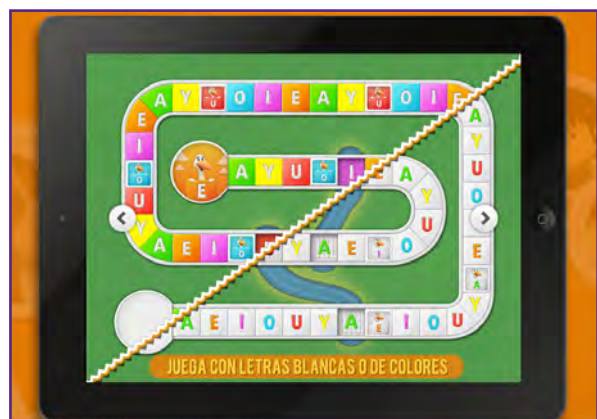 A Y U O I E A Y U O I E
E A
I Y
A Y U O I E A
O U
E Y
U O
U
Y
A E I O Y A E I O
E
A
Y
A E I O U Y A E I O U
JUEGA CON LETRAS BLANCAS O DE COLORES